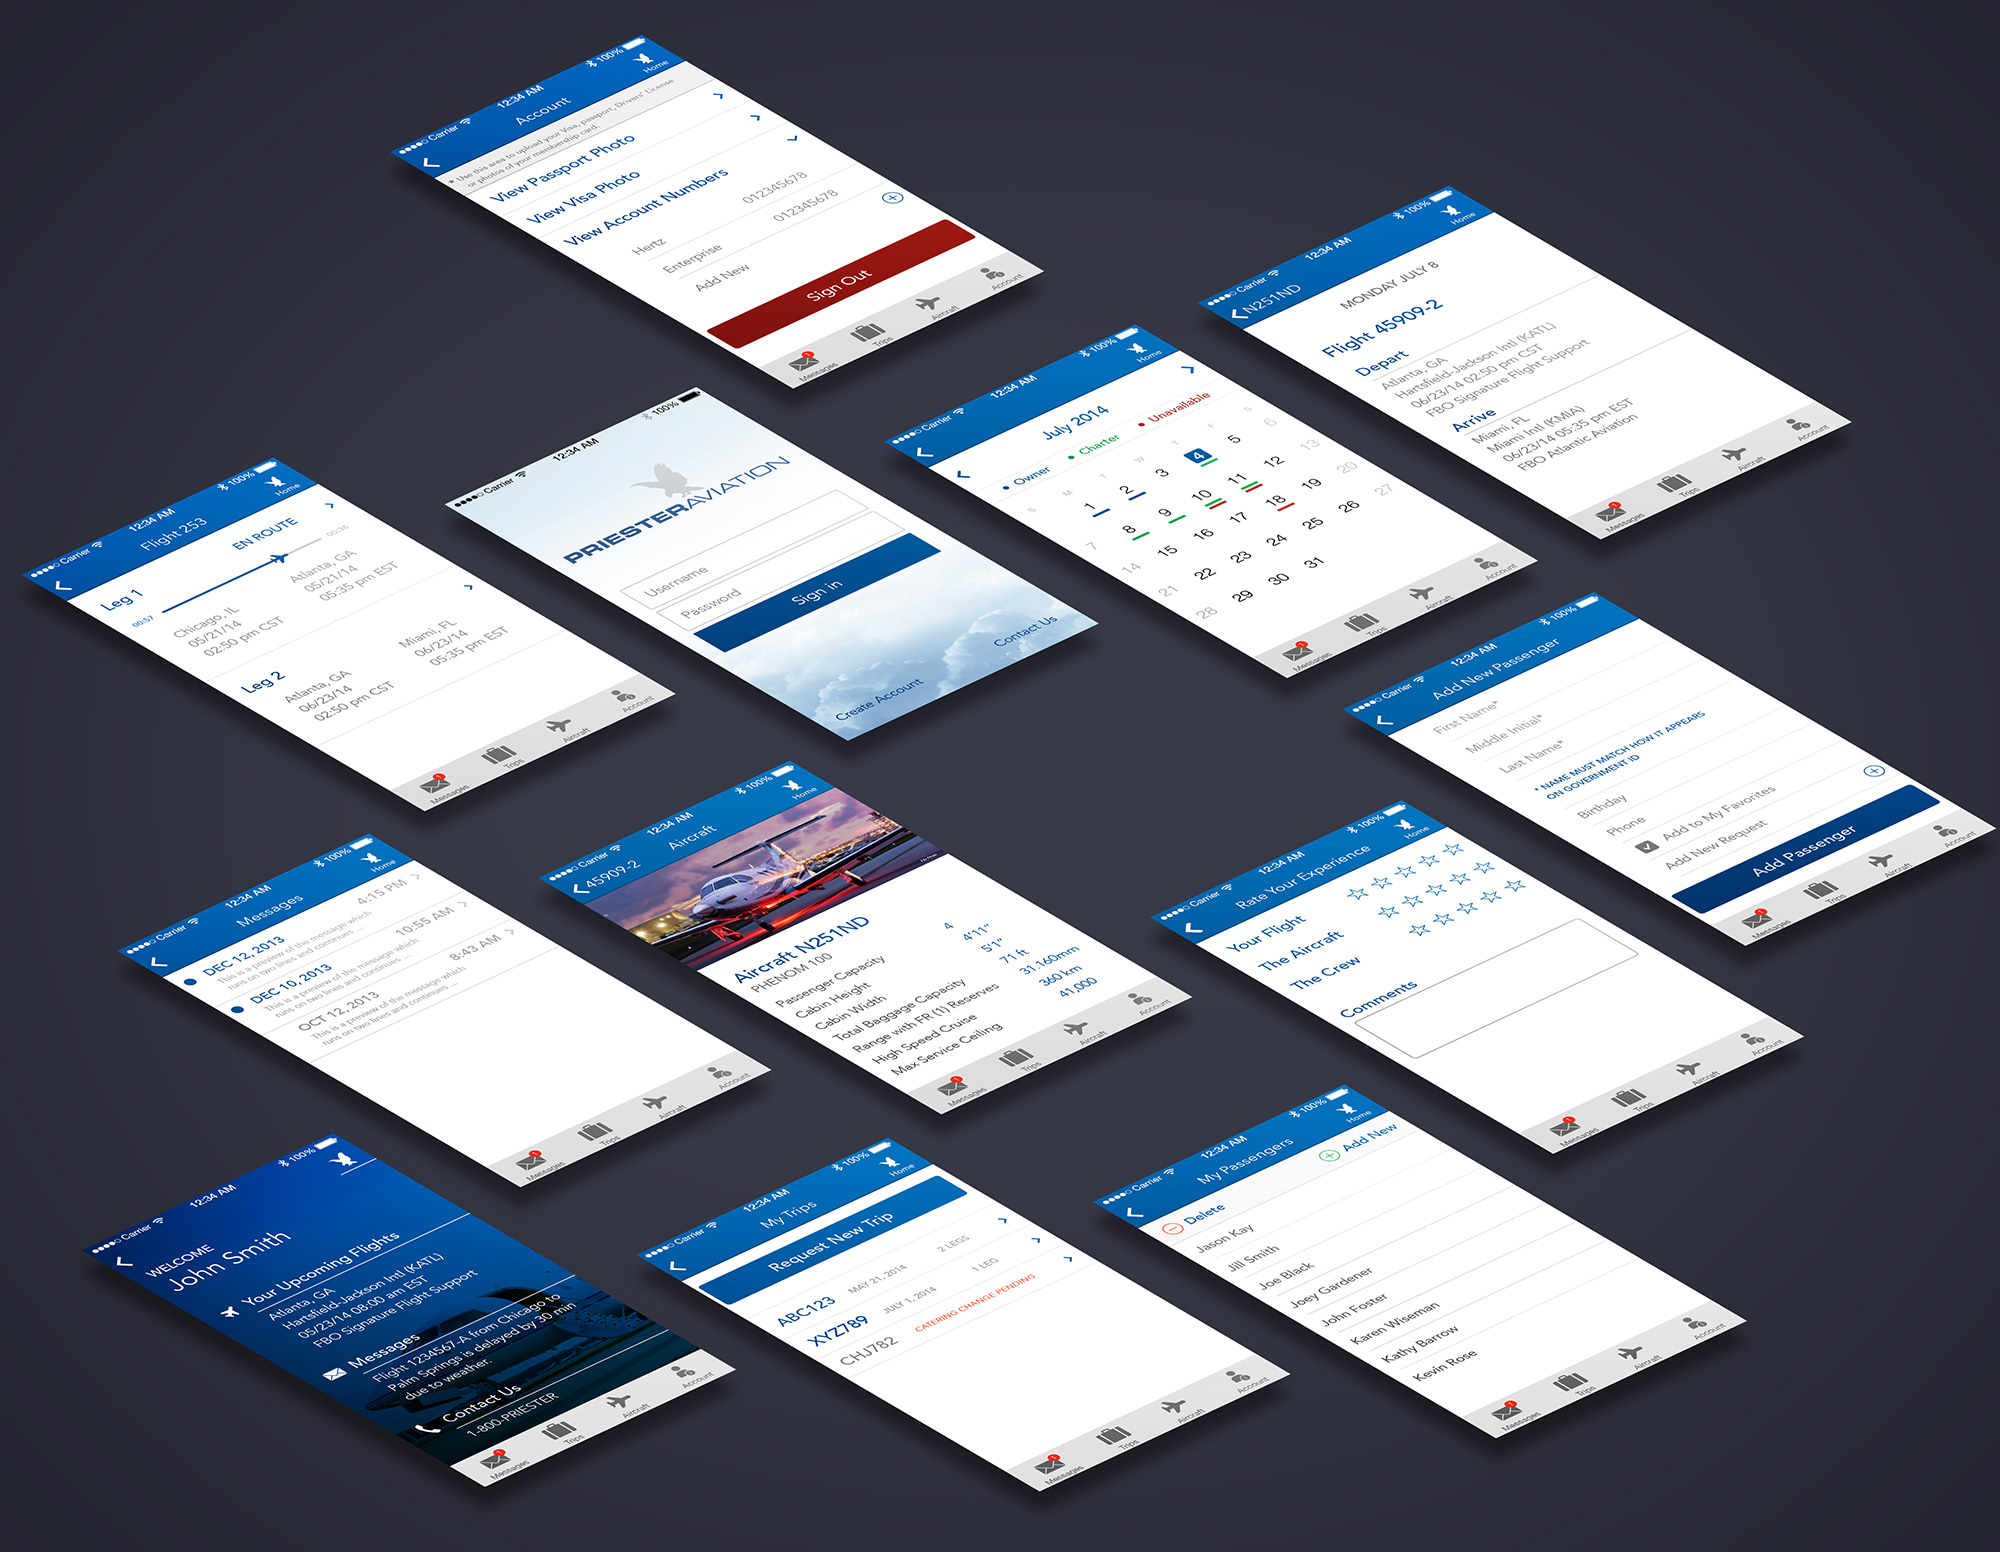 ●●●●○ Carrier 12:34 AM 100%
Account
Home
* Use this area to upload your Visa, passport, Drivers' License
or photos of your membership card.
View Passport Photo
View Visa Photo
View Account Numbers
Hertz 012345678
Enterprise 012345678
Add New
Sign Out
1
Messages Trips Aircraft Account
●●●●○ Carrier 12:34 AM 100%
N251ND
Home
MONDAY JULY 8
Flight 45909-2
Depart
Atlanta, GA
Hartsfield-Jackson Intl (KATL)
06/23/14 02:50 pm CST
FBO Signature Flight Support
Arrive
Miami, FL
Miami Intl (KMIA)
06/23/14 05:35 pm EST
FBO Atlantic Aviation
1
Messages Trips Aircraft Account
●●●●○ Carrier 12:34 AM 100%
Home
July 2014
Owner Charter Unavailable
S M T W T F S
1 2 3 4 5 6
7 8 9 10 11 12 13
14 15 16 17 18 19 20
21 22 23 24 25 26 27
28 29 30 31
1
Messages Trips Aircraft Account
●●●●○ Carrier 12:34 AM 100%
PRIESTERAVIATION
Username
Password
Sign in
Create Account Contact Us
●●●●○ Carrier 12:34 AM 100%
Flight 253
Home
Leg 1 EN ROUTE
00:57 00:38
Chicago, IL Atlanta, GA
05/21/14 05/21/14
02:50 pm CST 05:35 pm EST
Leg 2
Atlanta, GA Miami, FL
06/23/14 06/23/14
02:50 pm CST 05:35 pm EST
1
Messages Trips Aircraft Account
●●●●○ Carrier 12:34 AM 100%
Add New Passenger
First Name*
Middle Initial*
Last Name*
* NAME MUST MATCH HOW IT APPEARS
ON GOVERNMENT ID
Birthday
Phone
Add to My Favorites
Add New Request
Add Passenger
1
Messages Trips Aircraft Account
●●●●○ Carrier 12:34 AM 100%
45909-2 Aircraft
Home
Aircraft N251ND
PHENOM 100
Passenger Capacity 4
Cabin Height 4'11"
Cabin Width 5'1"
Total Baggage Capacity 71 ft
Range with FR (1) Reserves 31.160mm
High Speed Cruise 360 km
Max Service Ceiling 41,000
1
Messages Trips Aircraft Account
●●●●○ Carrier 12:34 AM 100%
Rate Your Experience
Home
Your Flight
The Aircraft
The Crew
Comments
1
Messages Trips Aircraft Account
●●●●○ Carrier 12:34 AM 100%
Messages
Home
DEC 12, 2013 4:15 PM
This is a preview of the message which
runs on two lines and continues ...
DEC 10, 2013 10:55 AM
This is a preview of the message which
runs on two lines and continues ...
OCT 12, 2013 8:43 AM
This is a preview of the message which
runs on two lines and continues ...
1
Messages Trips Aircraft Account
●●●●○ Carrier 12:34 AM 100%
WELCOME
John Smith
Your Upcoming Flights
Atlanta, GA
Hartsfield-Jackson Intl (KATL)
05/23/14 08:00 am EST
FBO Signature Flight Support
Messages
Flight 1234567-A from Chicago to
Palm Springs is delayed by 30 min
due to weather.
Contact Us
1-800-PRIESTER
1
Messages Trips Aircraft Account
●●●●○ Carrier 12:34 AM 100%
My Trips
Home
Request New Trip
ABC123 MAY 21, 2014 2 LEGS
XYZ789 JULY 1, 2014 1 LEG
CHJ782 CATERING CHANGE PENDING
1
Messages Trips Aircraft Account
●●●●○ Carrier 12:34 AM 100%
My Passengers
Home
Delete Add New
Jason Kay
Jill Smith
Joe Black
Joey Gardener
John Foster
Karen Wiseman
Kathy Barrow
Kevin Rose
1
Messages Trips Aircraft Account